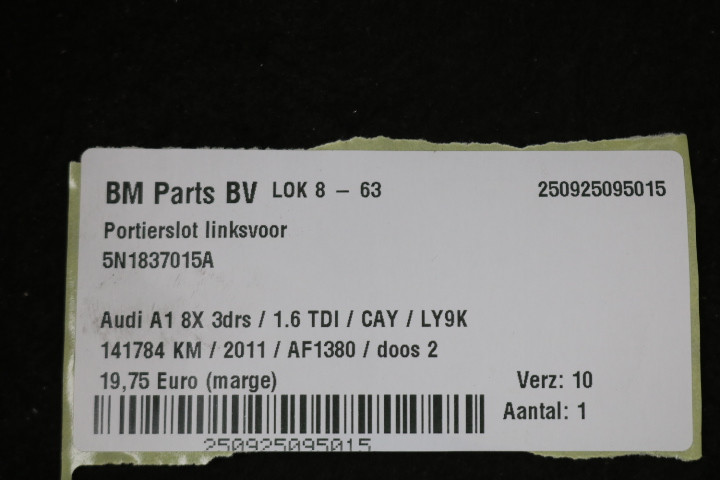 BM Parts BV LOK 8 - 63 250925095015
Portierslot linksvoor
5N1837015A
Audi A1 8X 3drs / 1.6 TDI / CAY / LY9K
141784 KM / 2011 / AF1380 / doos 2
19,75 Euro (marge) Verz: 10
Aantal: 1
250925095015